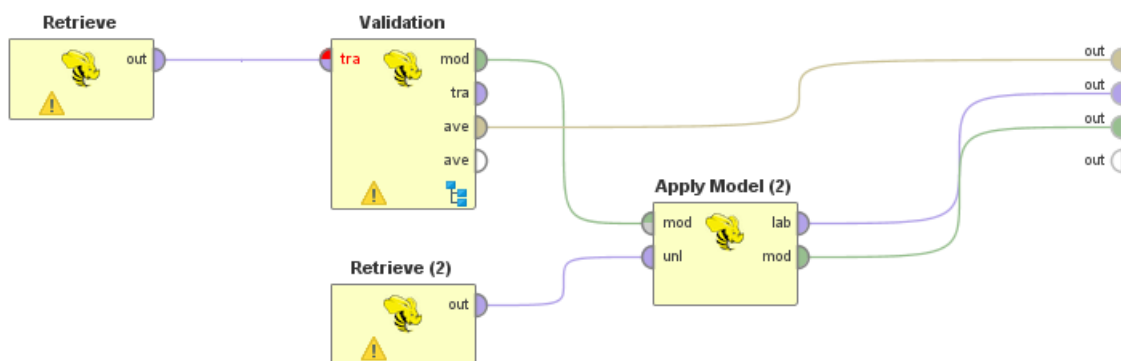 Retrieve
out
Validation
tra
mod
tra
ave
ave
Retrieve (2)
out
Apply Model (2)
mod
lab
unl
mod
out
out
out
out